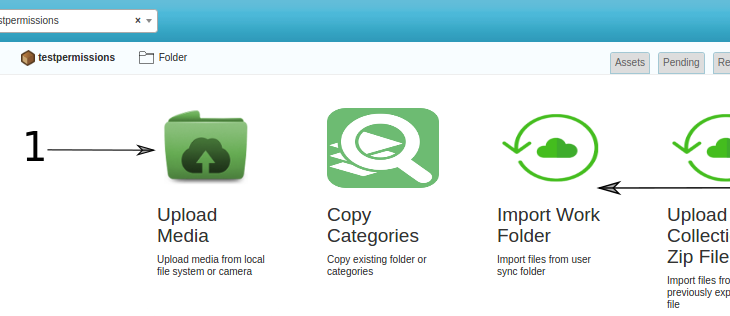 stpermissions × 
testpermissions Folder Assets Pending Re
1
Upload
Media
Upload media from local
file system or camera
Copy
Categories
Copy existing folder or
categories
Import Work
Folder
Import files from user
sync folder
Upload
Collecti
Zip File
Import files fro
previously exp
file